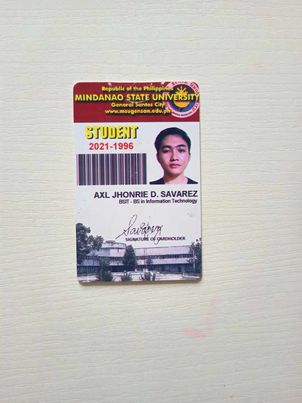 Republic of the Philippines
MINDANAO STATE UNIVERSITY
General Santos City
www.msugensan.edu.ph
STUDENT
2021-1996
AXL JHONRIE D. SAVAREZ
BSIT - BS in Information Technology
Savarez
SIGNATURE OF CARDHOLDER